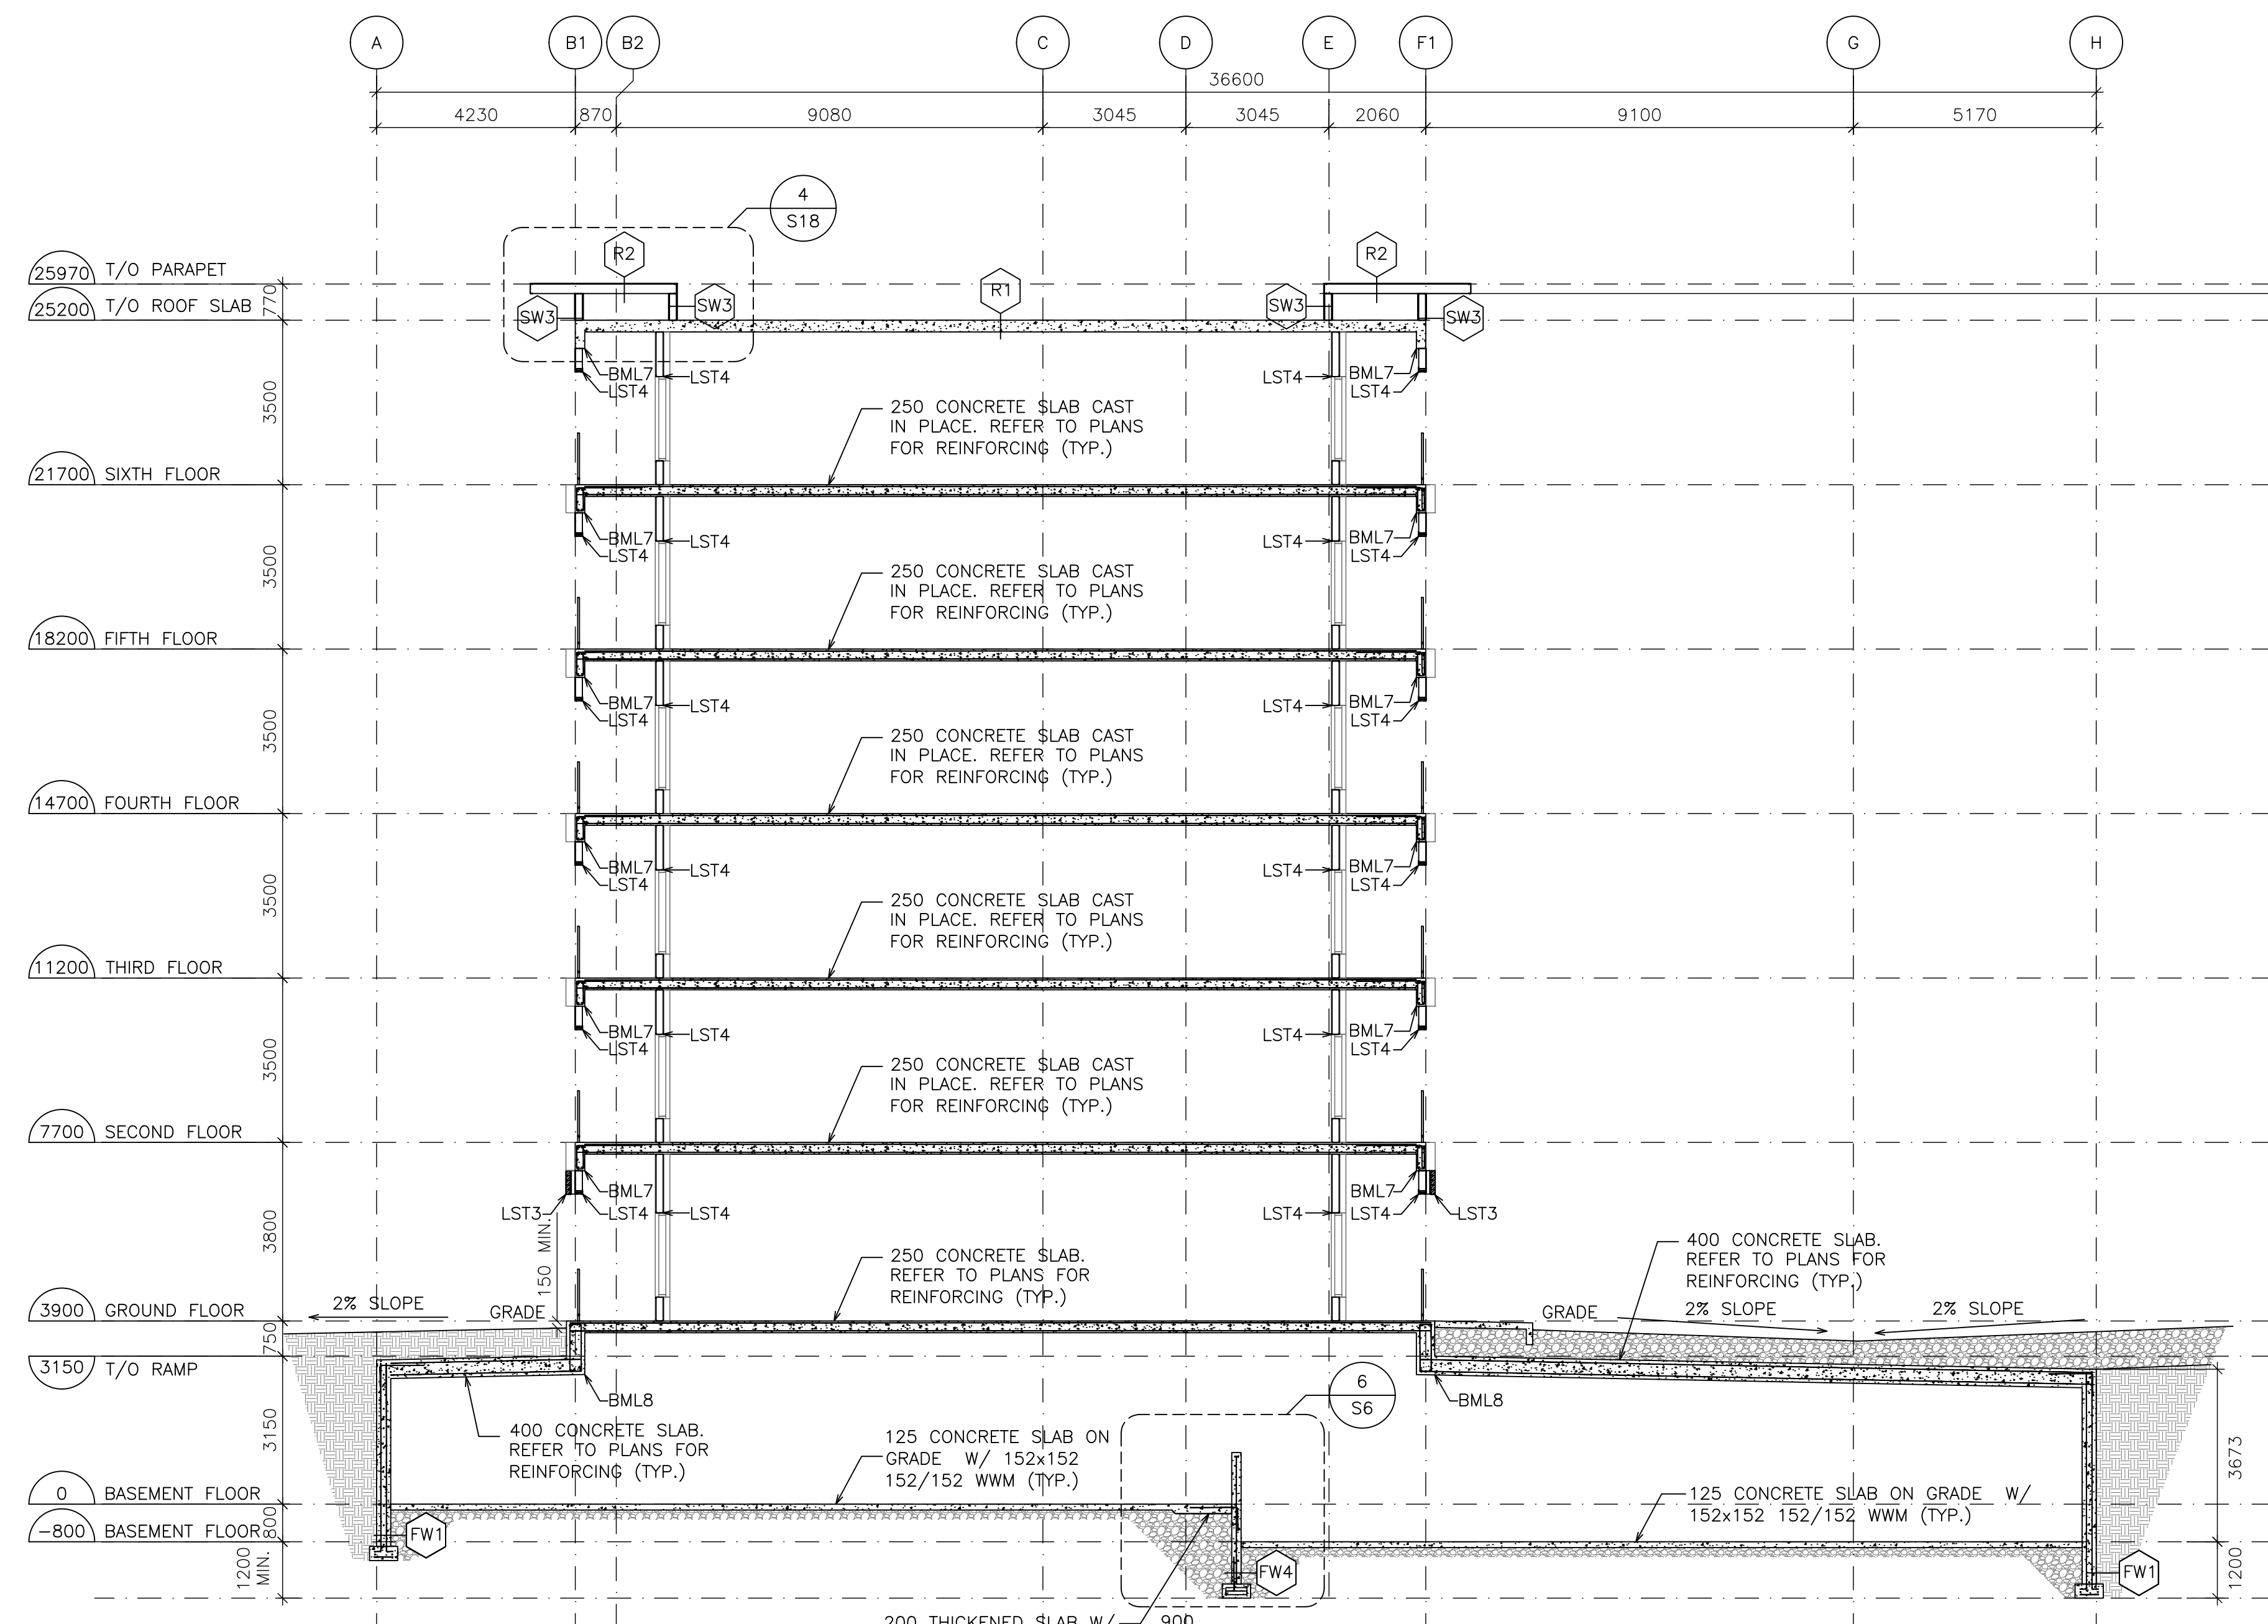 A B1 B2 C D E F1 G H
36600
4230 870 9080 3045 3045 2060 9100 5170
4
S18
R2 R2
R1
25970 T/O PARAPET
770
25200 T/O ROOF SLAB
SW3 SW3 SW3 SW3
BML7 LST4 LST4 BML7
LST4 LST4
3500
250 CONCRETE SLAB CAST
IN PLACE. REFER TO PLANS
FOR REINFORCING (TYP.)
21700 SIXTH FLOOR
BML7 LST4 LST4 BML7
LST4 LST4
3500
250 CONCRETE SLAB CAST
IN PLACE. REFER TO PLANS
FOR REINFORCING (TYP.)
18200 FIFTH FLOOR
BML7 LST4 LST4 BML7
LST4 LST4
3500
250 CONCRETE SLAB CAST
IN PLACE. REFER TO PLANS
FOR REINFORCING (TYP.)
14700 FOURTH FLOOR
BML7 LST4 LST4 BML7
LST4 LST4
3500
250 CONCRETE SLAB CAST
IN PLACE. REFER TO PLANS
FOR REINFORCING (TYP.)
11200 THIRD FLOOR
BML7 LST4 LST4 BML7
LST4 LST4
3500
250 CONCRETE SLAB CAST
IN PLACE. REFER TO PLANS
FOR REINFORCING (TYP.)
7700 SECOND FLOOR
BML7 BML7
LST3 LST4 LST4 LST4 LST4 LST3
3800
150 MIN.
250 CONCRETE SLAB.
REFER TO PLANS FOR
REINFORCING (TYP.)
400 CONCRETE SLAB.
REFER TO PLANS FOR
REINFORCING (TYP.)
3900 GROUND FLOOR
2% SLOPE GRADE GRADE 2% SLOPE 2% SLOPE
750
3150 T/O RAMP
BML8 BML8
6
S6
3150
400 CONCRETE SLAB.
REFER TO PLANS FOR
REINFORCING (TYP.)
125 CONCRETE SLAB ON
GRADE W/ 152x152
152/152 WWM (TYP.)
3673
0 BASEMENT FLOOR
125 CONCRETE SLAB ON GRADE W/
152x152 152/152 WWM (TYP.)
800
-800 BASEMENT FLOOR
FW1 FW4 FW1
1200
MIN.
1200
200 THICKENED SLAB W/ 900